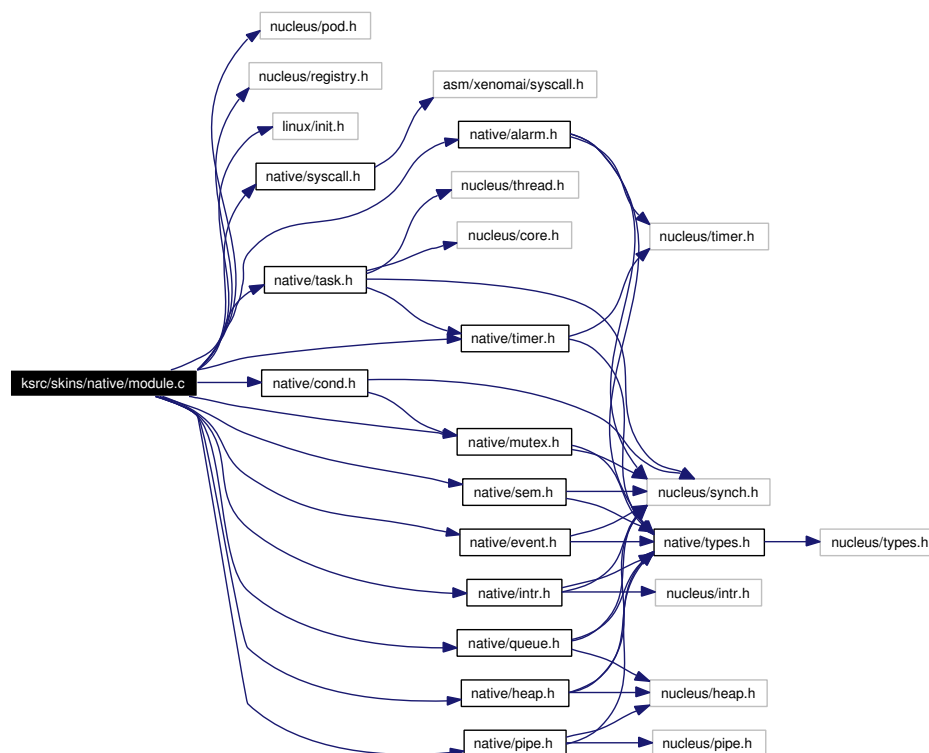 nucleus/pod.h
nucleus/registry.h
asm/xenomai/syscall.h
linux/init.h
native/alarm.h
native/syscall.h
nucleus/thread.h
nucleus/core.h
nucleus/timer.h
native/task.h
native/timer.h
ksrc/skins/native/module.c
native/cond.h
native/mutex.h
native/sem.h
nucleus/synch.h
native/event.h
native/types.h
nucleus/types.h
native/intr.h
nucleus/intr.h
native/queue.h
native/heap.h
nucleus/heap.h
native/pipe.h
nucleus/pipe.h